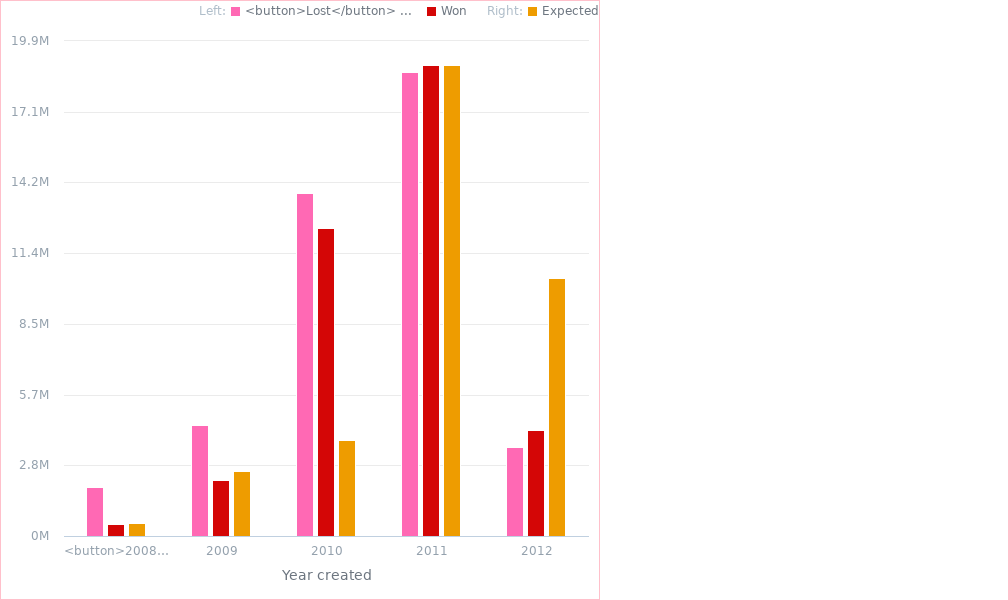 Left: <button>Lost</button> ... Won Right: Expected
19.9M
17.1M
14.2M
11.4M
8.5M
5.7M
2.8M
0M
<button>2008... 2009 2010 2011 2012
Year created